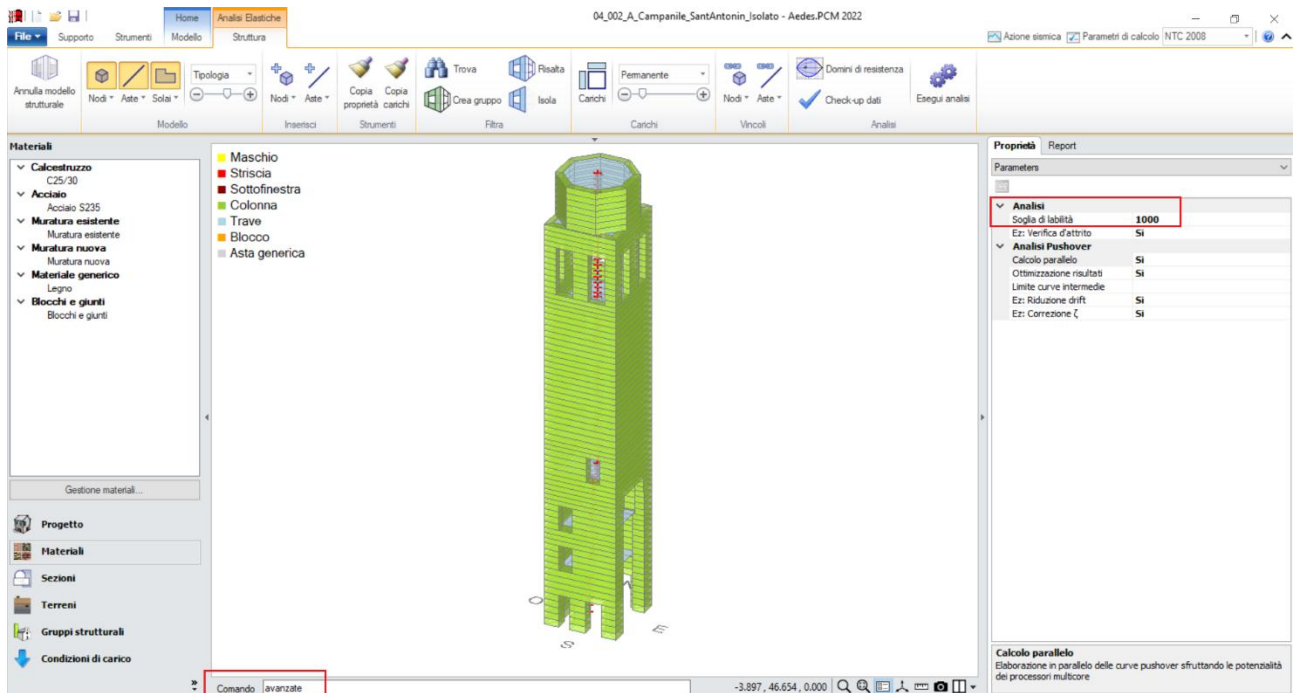 04_002_A_Campanile_SantAntonin_Isolato - Aedes.PCM 2022
Home
Analisi Elastiche
File
Supporto
Strumenti
Modello
Struttura
Azione sismica
Parametri di calcolo
NTC 2008
Annulla modello
strutturale
Nodi
Aste
Solai
Tipologia
Modello
Nodi
Aste
Inserisci
Copia
proprietà
Copia
carichi
Strumenti
Trova
Risalta
Crea gruppo
Isola
Filtra
Carichi
Permanente
Carichi
Nodi
Aste
Vincoli
Domini di resistenza
Check-up dati
Esegui analisi
Analisi
Materiali
Calcestruzzo
C25/30
Acciaio
Acciaio S235
Muratura esistente
Muratura esistente
Muratura nuova
Muratura nuova
Materiale generico
Legno
Blocchi e giunti
Blocchi e giunti
Gestione materiali...
Progetto
Materiali
Sezioni
Terreni
Gruppi strutturali
Condizioni di carico
Maschio
Striscia
Sottofinestra
Colonna
Trave
Blocco
Asta generica
O
N
E
S
Comando
avanzate
-3.897 , 46.654 , 0.000
Proprietà
Report
Parameters
Analisi
Soglia di labilità 1000
Ez: Verifica d'attrito Sì
Analisi Pushover
Calcolo parallelo Sì
Ottimizzazione risultati Sì
Limite curve intermedie
Ez: Riduzione drift Sì
Ez: Correzione ζ Sì
Calcolo parallelo
Elaborazione in parallelo delle curve pushover sfruttando le potenzialità
dei processori multicore